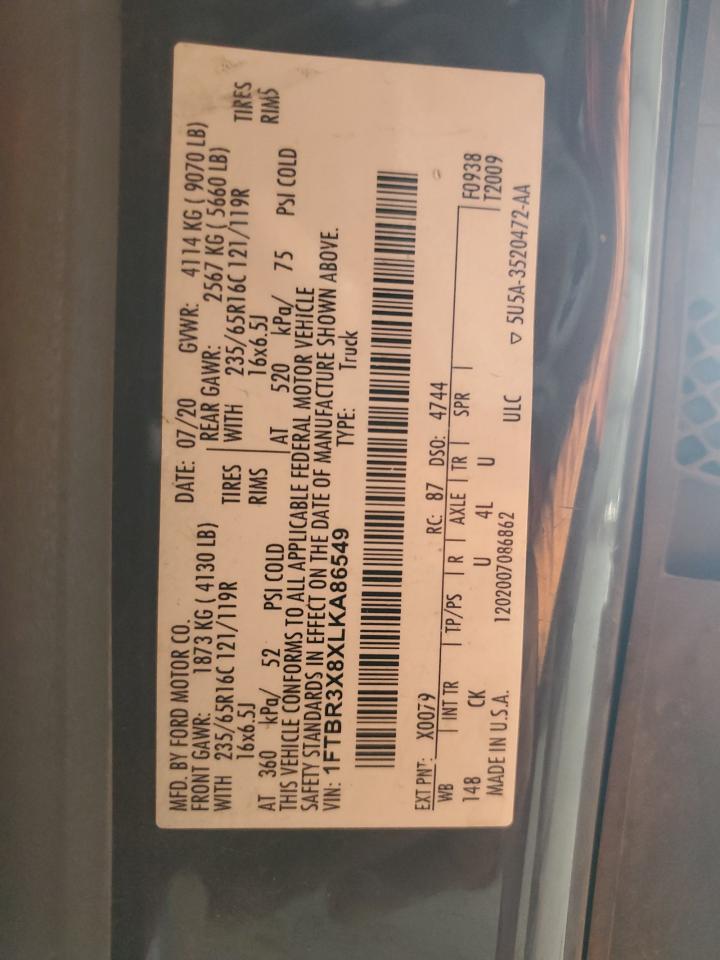 MFD. BY FORD MOTOR CO.
DATE: 07/20 GVWR: 4114 KG ( 9070 LB)
FRONT GAWR: 1873 KG ( 4130 LB)
REAR GAWR: 2567 KG ( 5660 LB)
WITH 235/65R16C 121/119R TIRES
WITH 235/65R16C 121/119R TIRES
16x6.5J RIMS
16x6.5J RIMS
AT 360 kPa/ 52 PSI COLD
AT 520 kPa/ 75 PSI COLD
THIS VEHICLE CONFORMS TO ALL APPLICABLE FEDERAL MOTOR VEHICLE
SAFETY STANDARDS IN EFFECT ON THE DATE OF MANUFACTURE SHOWN ABOVE.
VIN: 1FTBR3X8XLKA86549 TYPE: Truck
EXT PNT: X0079 RC: 87 DSO: 4744
F0938
WB INT TR TP/PS R AXLE TR SPR
T2009
148 CK U 4L U
MADE IN U.S.A. 1202007086862 ULC ▽ 5U5A-3520472-AA